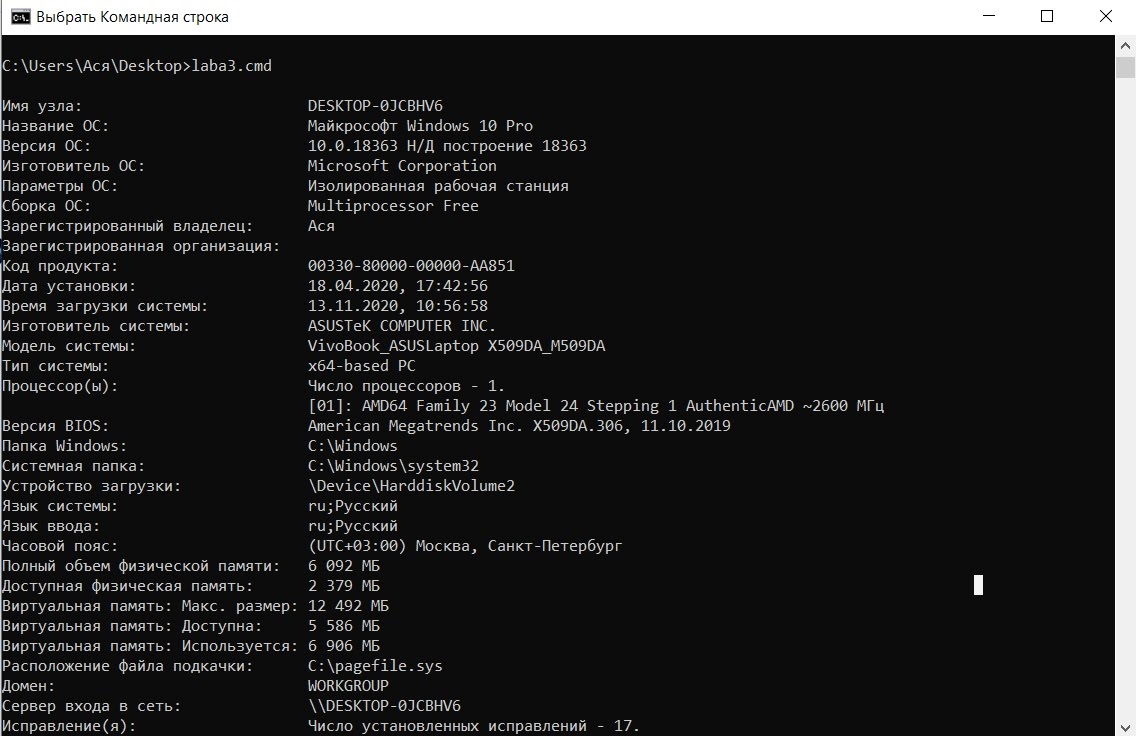 Выбрать Командная строка
C:\Users\Ася\Desktop>laba3.cmd
Имя узла: DESKTOP-0JCBHV6
Название ОС: Майкрософт Windows 10 Pro
Версия ОС: 10.0.18363 Н/Д построение 18363
Изготовитель ОС: Microsoft Corporation
Параметры ОС: Изолированная рабочая станция
Сборка ОС: Multiprocessor Free
Зарегистрированный владелец: Ася
Зарегистрированная организация:
Код продукта: 00330-80000-00000-AA851
Дата установки: 18.04.2020, 17:42:56
Время загрузки системы: 13.11.2020, 10:56:58
Изготовитель системы: ASUSTeK COMPUTER INC.
Модель системы: VivoBook_ASUSLaptop X509DA_M509DA
Тип системы: x64-based PC
Процессор(ы): Число процессоров - 1.
[01]: AMD64 Family 23 Model 24 Stepping 1 AuthenticAMD ~2600 МГц
Версия BIOS: American Megatrends Inc. X509DA.306, 11.10.2019
Папка Windows: C:\Windows
Системная папка: C:\Windows\system32
Устройство загрузки: \Device\HarddiskVolume2
Язык системы: ru;Русский
Язык ввода: ru;Русский
Часовой пояс: (UTC+03:00) Москва, Санкт-Петербург
Полный объем физической памяти: 6 092 МБ
Доступная физическая память: 2 379 МБ
Виртуальная память: Макс. размер: 12 492 МБ
Виртуальная память: Доступна: 5 586 МБ
Виртуальная память: Используется: 6 906 МБ
Расположение файла подкачки: C:\pagefile.sys
Домен: WORKGROUP
Сервер входа в сеть: \\DESKTOP-0JCBHV6
Исправление(я): Число установленных исправлений - 17.